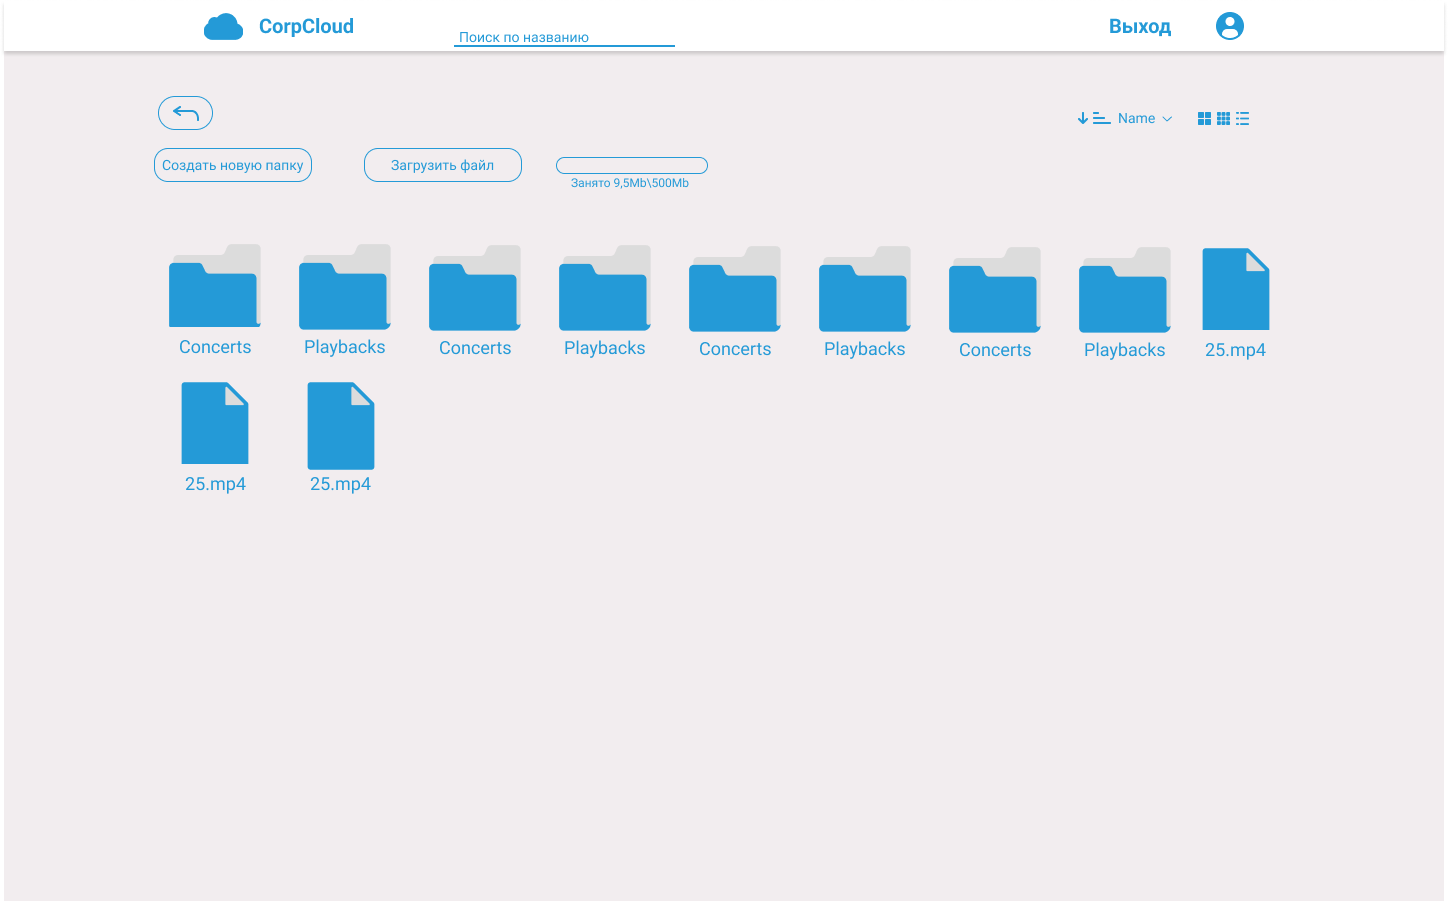 CorpCloud
Поиск по названию
Выход
Name
Создать новую папку
Загрузить файл
Занято 9,5Mb\500Mb
Concerts
Playbacks
Concerts
Playbacks
Concerts
Playbacks
Concerts
Playbacks
25.mp4
25.mp4
25.mp4